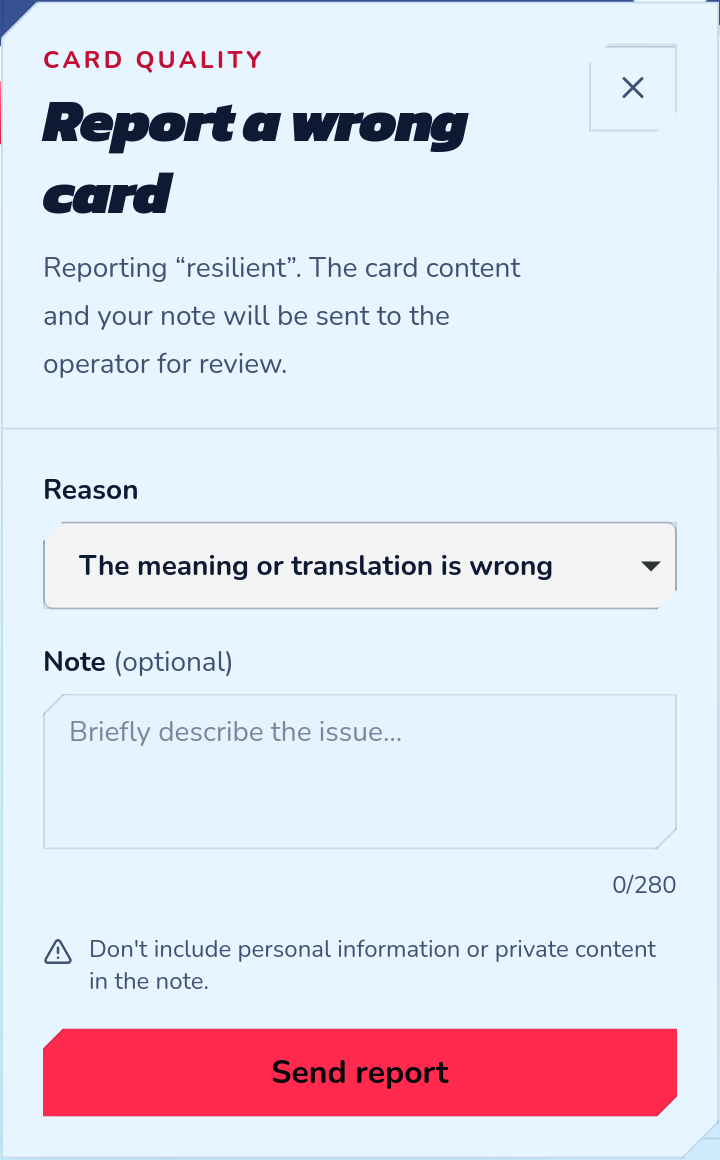 CARD QUALITY
Report a wrong
card
Reporting “resilient”. The card content
and your note will be sent to the
operator for review.
Reason
The meaning or translation is wrong
Note (optional)
Briefly describe the issue...
0/280
Don't include personal information or private content
in the note.
Send report